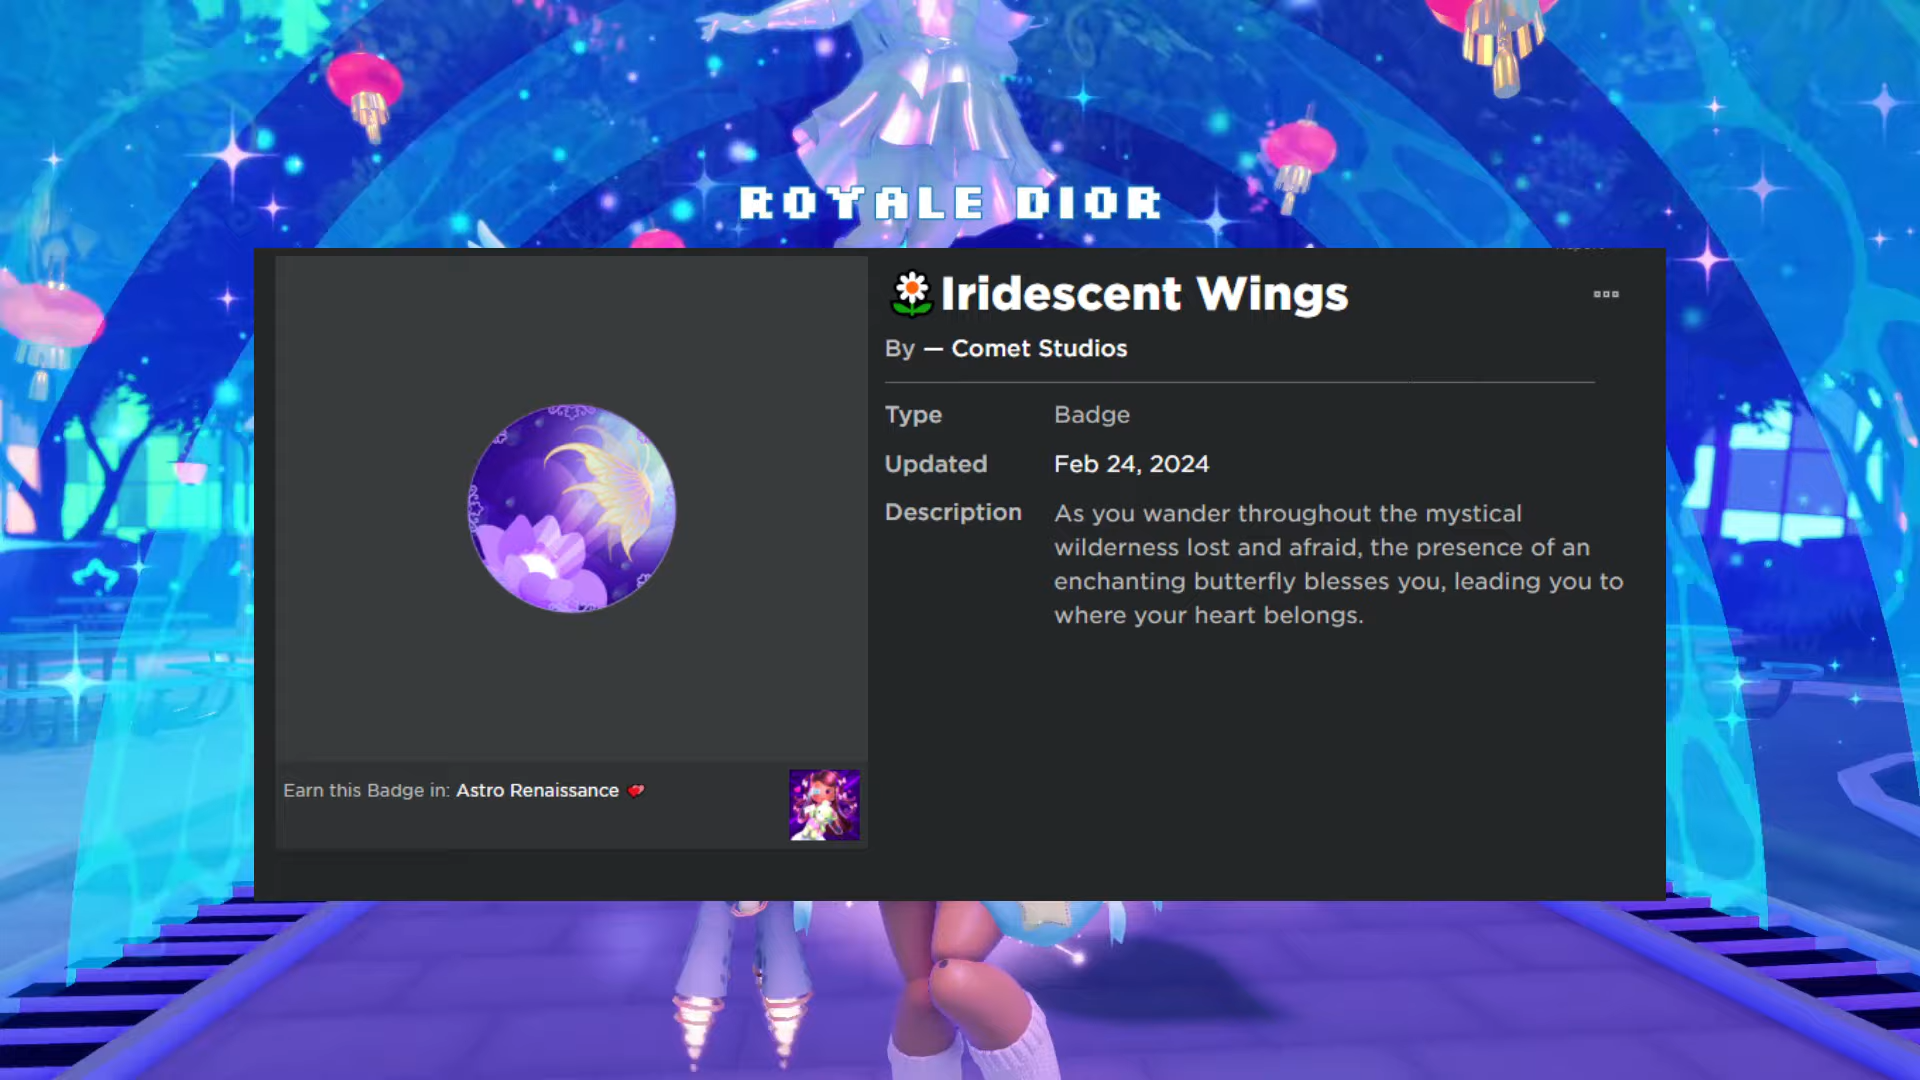 ROYALE DIOR
Iridescent Wings
By — Comet Studios
Type Badge
Updated Feb 24, 2024
Description As you wander throughout the mystical
wilderness lost and afraid, the presence of an
enchanting butterfly blesses you, leading you to
where your heart belongs.
Earn this Badge in: Astro Renaissance